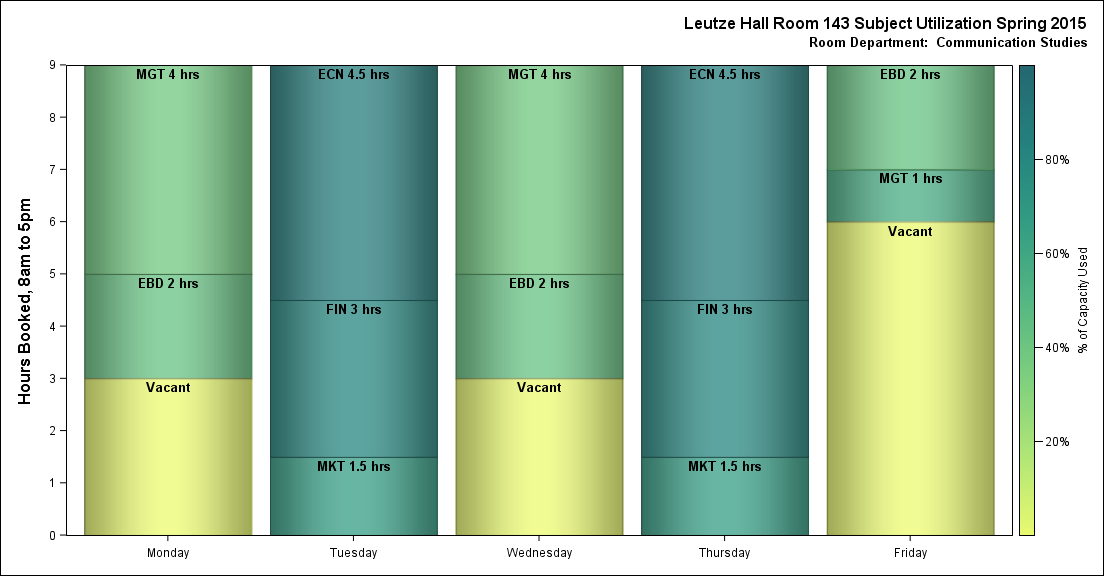 Leutze Hall Room 143 Subject Utilization Spring 2015
Room Department:  Communication Studies
Hours Booked, 8am to 5pm
9
8
7
6
5
4
3
2
1
0
MGT 4 hrs
EBD 2 hrs
Vacant
ECN 4.5 hrs
FIN 3 hrs
MKT 1.5 hrs
MGT 4 hrs
EBD 2 hrs
Vacant
ECN 4.5 hrs
FIN 3 hrs
MKT 1.5 hrs
EBD 2 hrs
MGT 1 hrs
Vacant
Monday
Tuesday
Wednesday
Thursday
Friday
80%
60%
40%
20%
% of Capacity Used